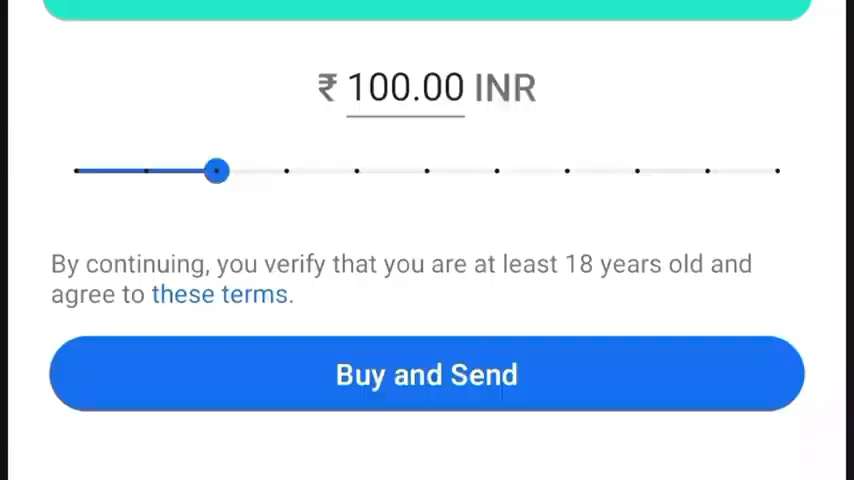 ₹ 100.00 INR
By continuing, you verify that you are at least 18 years old and
agree to these terms.
Buy and Send